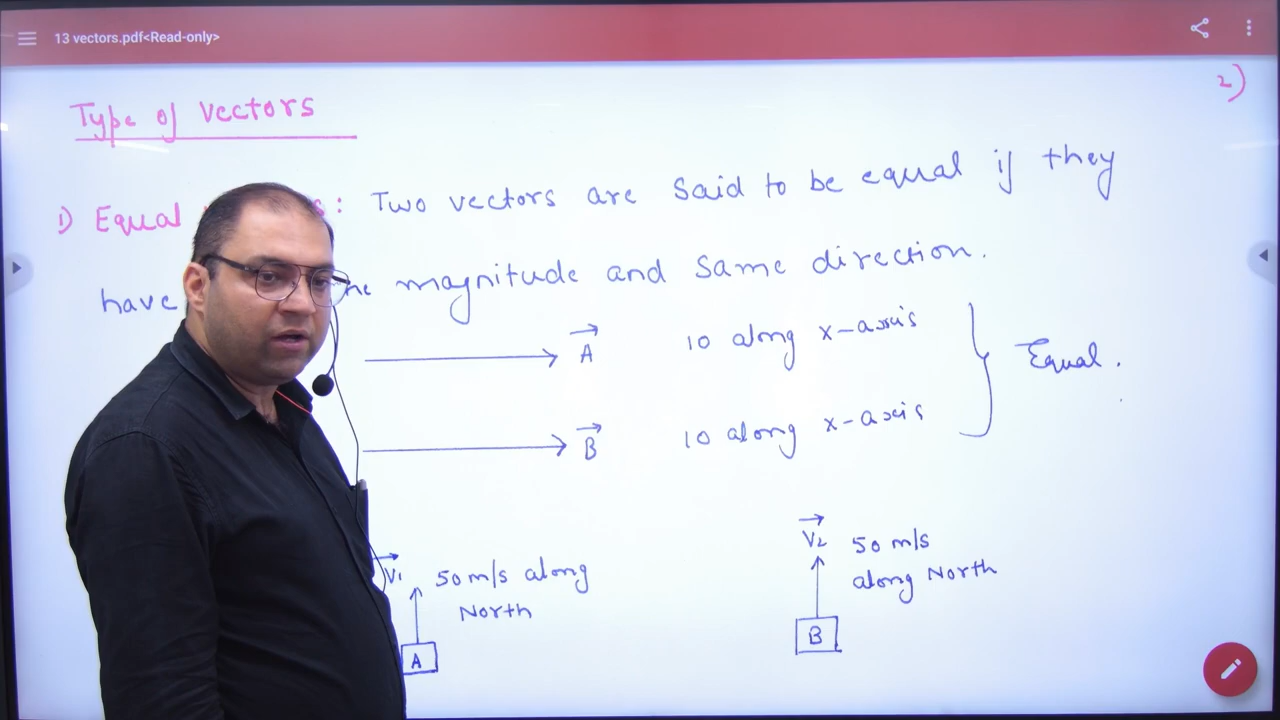 13 vectors.pdf<Read-only>
2)
Type of vectors
1) Equal : Two vectors are said to be equal if they
have magnitude and same direction.
A 10 along x-axis
Equal.
B 10 along x-axis
V1 50 m/s along
North
A
V2 50 m/s
along North
B